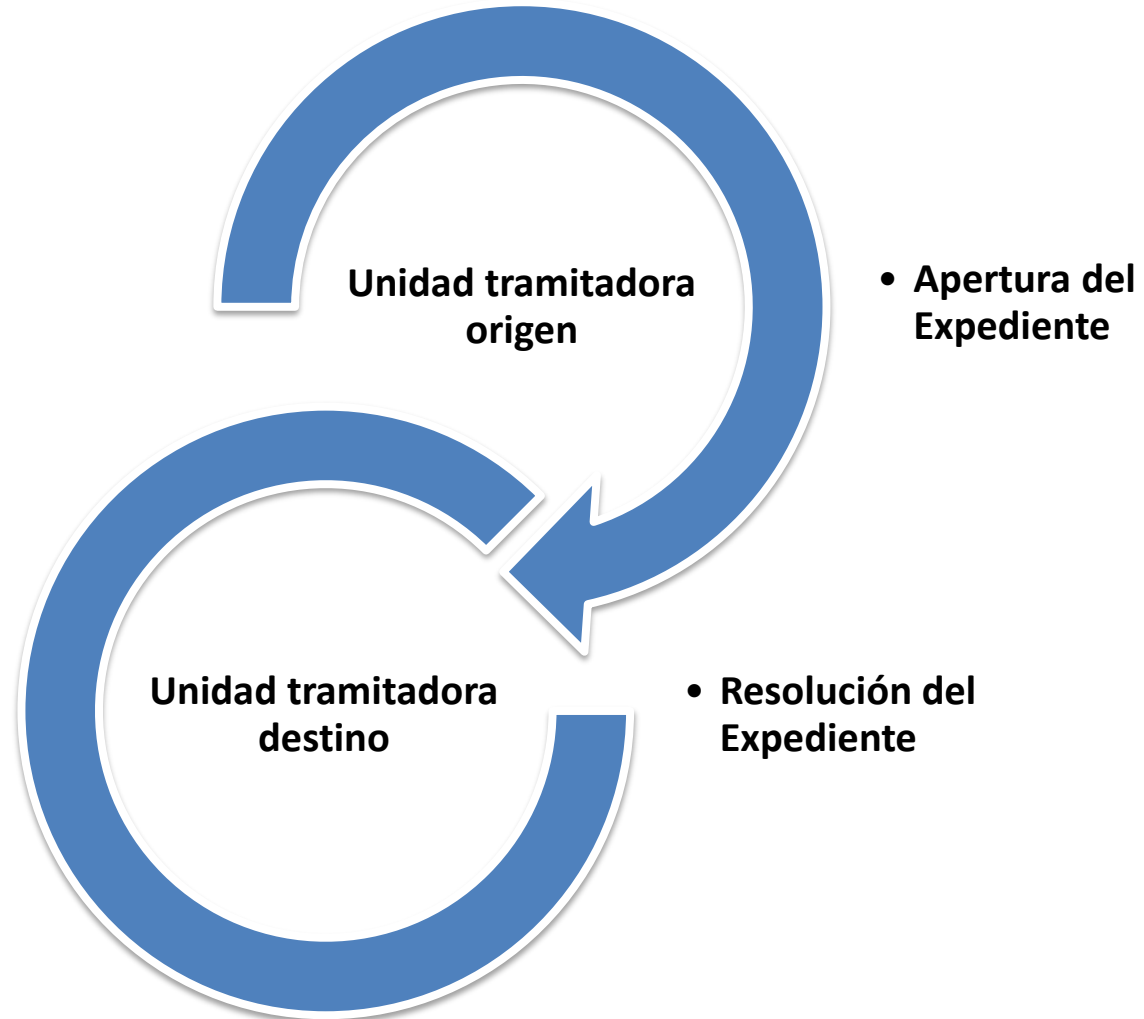 Unidad tramitadora
origen
• Apertura del
Expediente
Unidad tramitadora
destino
• Resolución del
Expediente